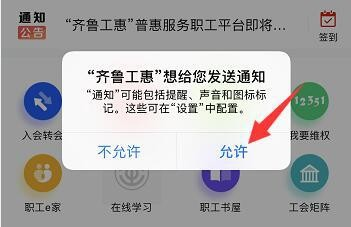 通知
公告
“齐鲁工惠”普惠服务职工平台即将...
签到
“齐鲁工惠”想给您发送通知
“通知”可能包括提醒、声音和图标标
记。这些可在“设置”中配置。
不允许
允许
12351
入会转会
我要维权
职工e家
在线学习
职工书屋
工会矩阵